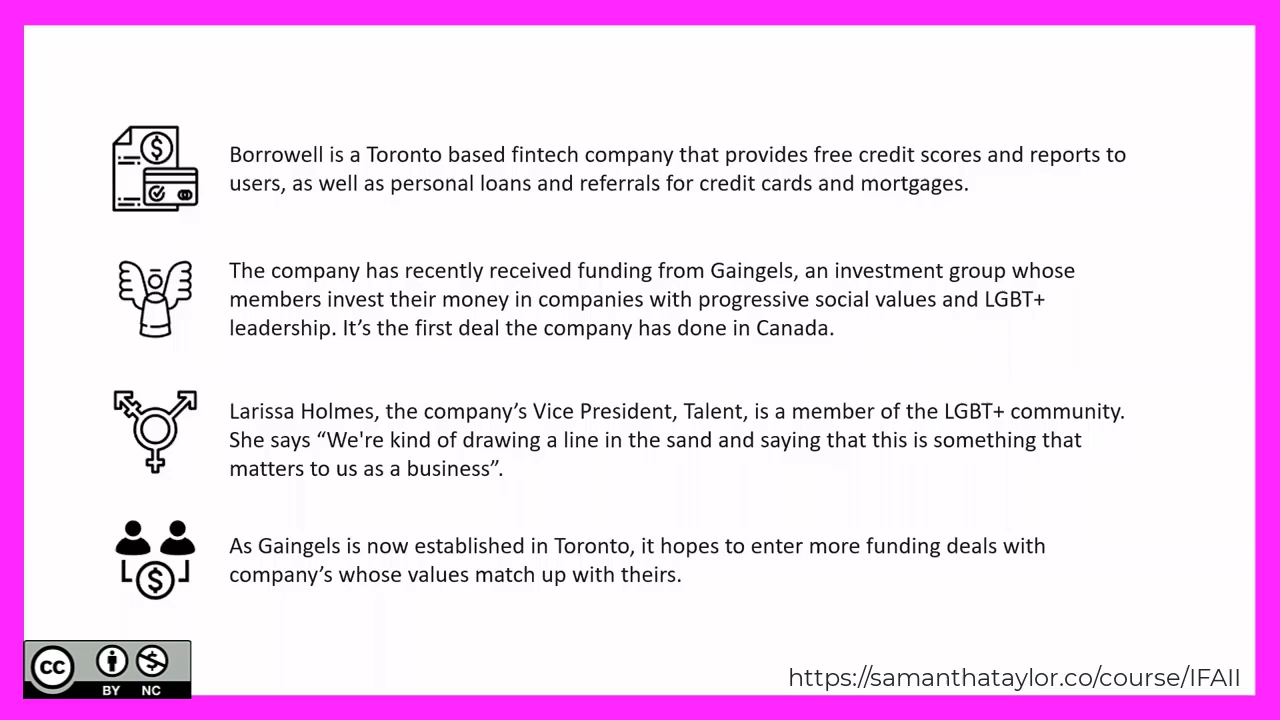 Borrowell is a Toronto based fintech company that provides free credit scores and reports to
users, as well as personal loans and referrals for credit cards and mortgages.
The company has recently received funding from Gaingels, an investment group whose
members invest their money in companies with progressive social values and LGBT+
leadership. It’s the first deal the company has done in Canada.
Larissa Holmes, the company’s Vice President, Talent, is a member of the LGBT+ community.
She says “We're kind of drawing a line in the sand and saying that this is something that
matters to us as a business”.
As Gaingels is now established in Toronto, it hopes to enter more funding deals with
company’s whose values match up with theirs.
cc
BY NC
https://samanthataylor.co/course/IFAII